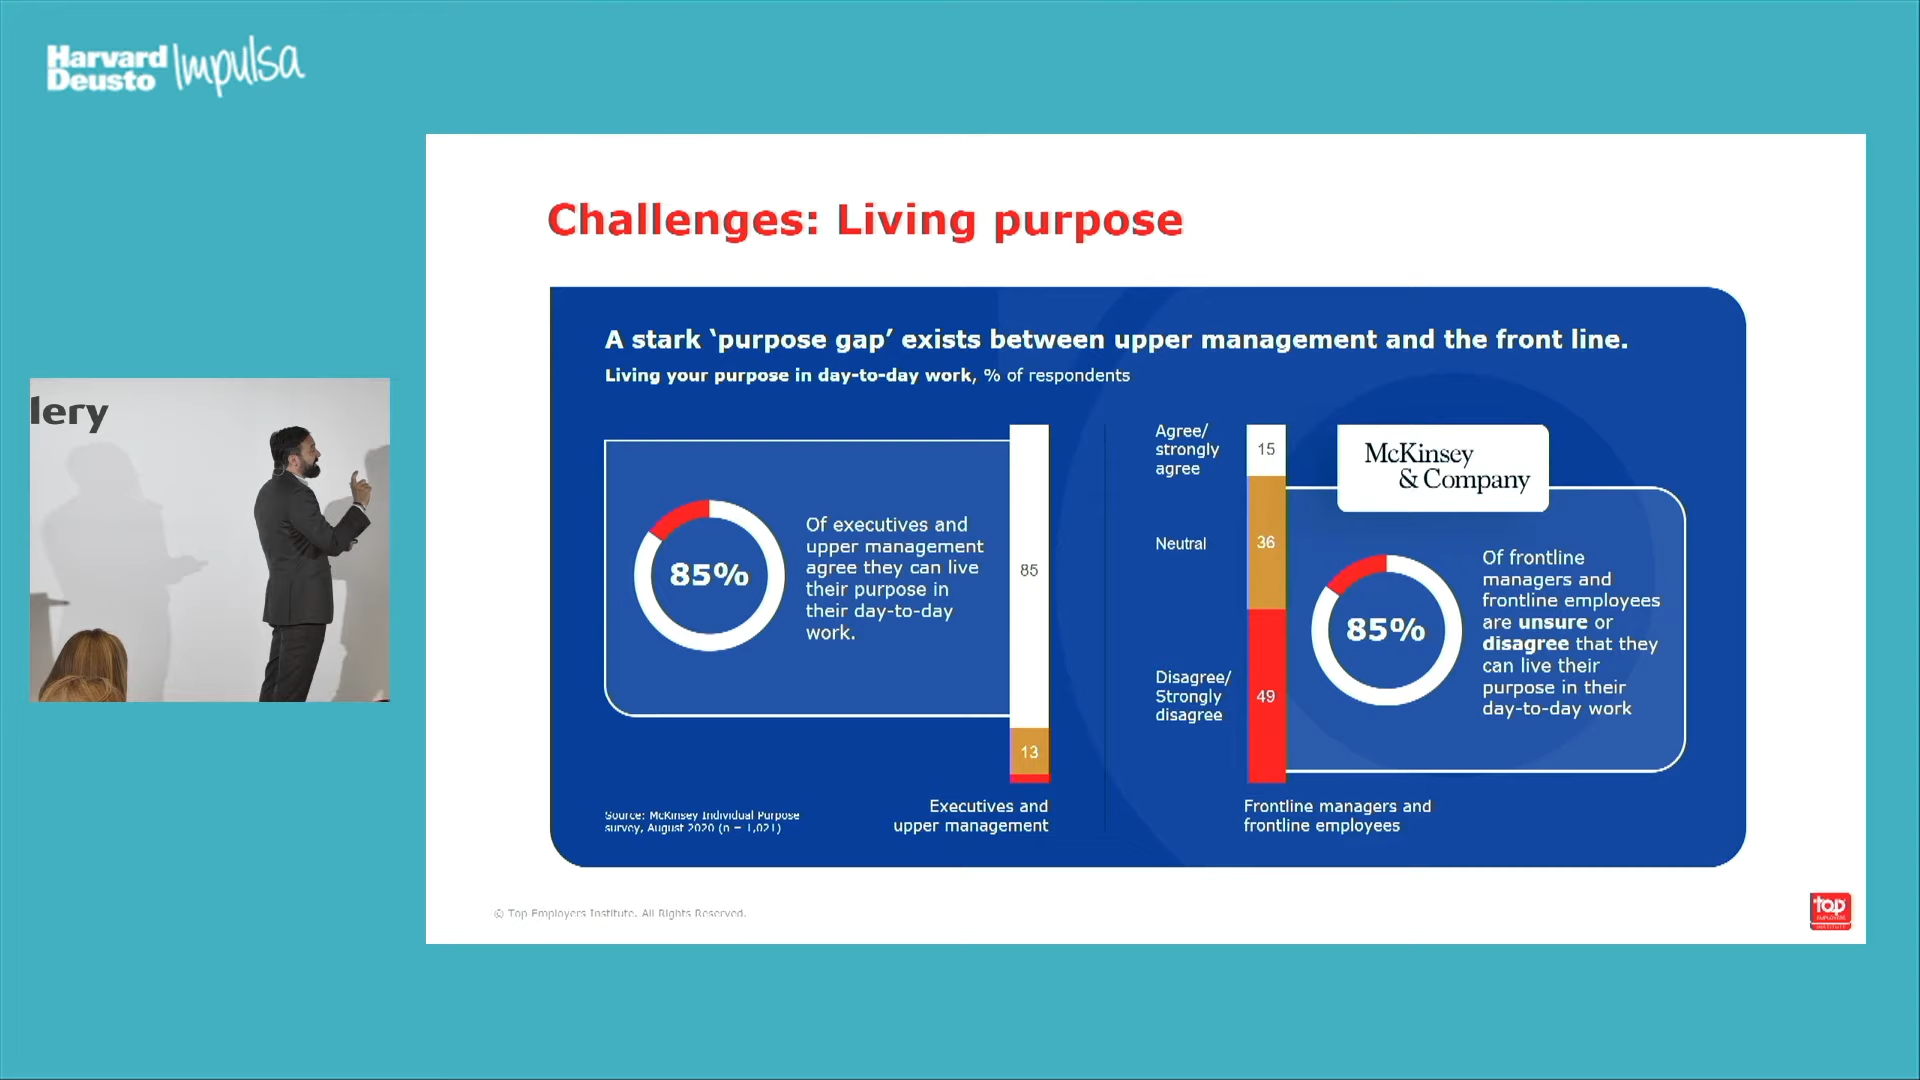 Harvard
Deusto
Impulsa
lery
Challenges: Living purpose
A stark ‘purpose gap’ exists between upper management and the front line.
Living your purpose in day-to-day work, % of respondents
85%
Of executives and
upper management
agree they can live
their purpose in
their day-to-day
work.
85
13
Executives and
upper management
Source: McKinsey Individual Purpose
survey, August 2020 (n = 1,021)
Agree/
strongly
agree
Neutral
Disagree/
Strongly
disagree
15
36
49
Frontline managers and
frontline employees
McKinsey
& Company
85%
Of frontline
managers and
frontline employees
are unsure or
disagree that they
can live their
purpose in their
day-to-day work
© Top Employers Institute. All Rights Reserved.
top
EMPLOYERS
INSTITUTE